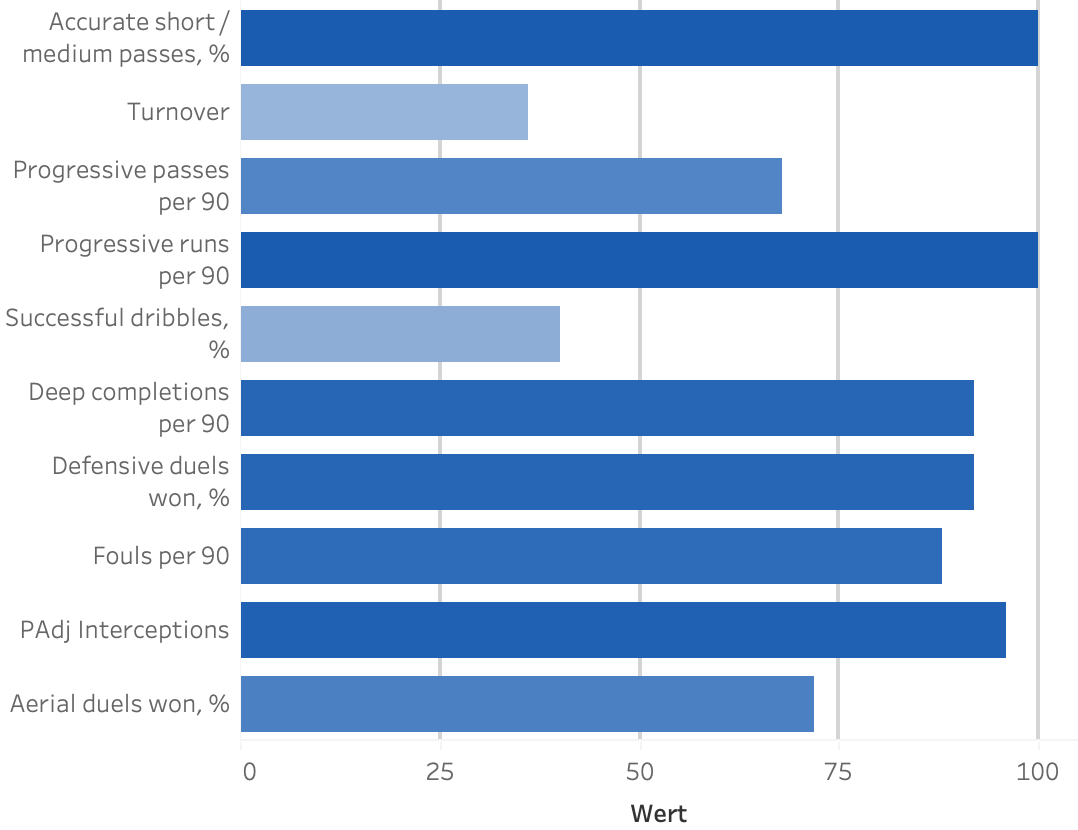 Accurate short /
medium passes, %
Turnover
Progressive passes
per 90
Progressive runs
per 90
Successful dribbles,
%
Deep completions
per 90
Defensive duels
won, %
Fouls per 90
PAdj Interceptions
Aerial duels won, %
0 25 50 75 100
Wert